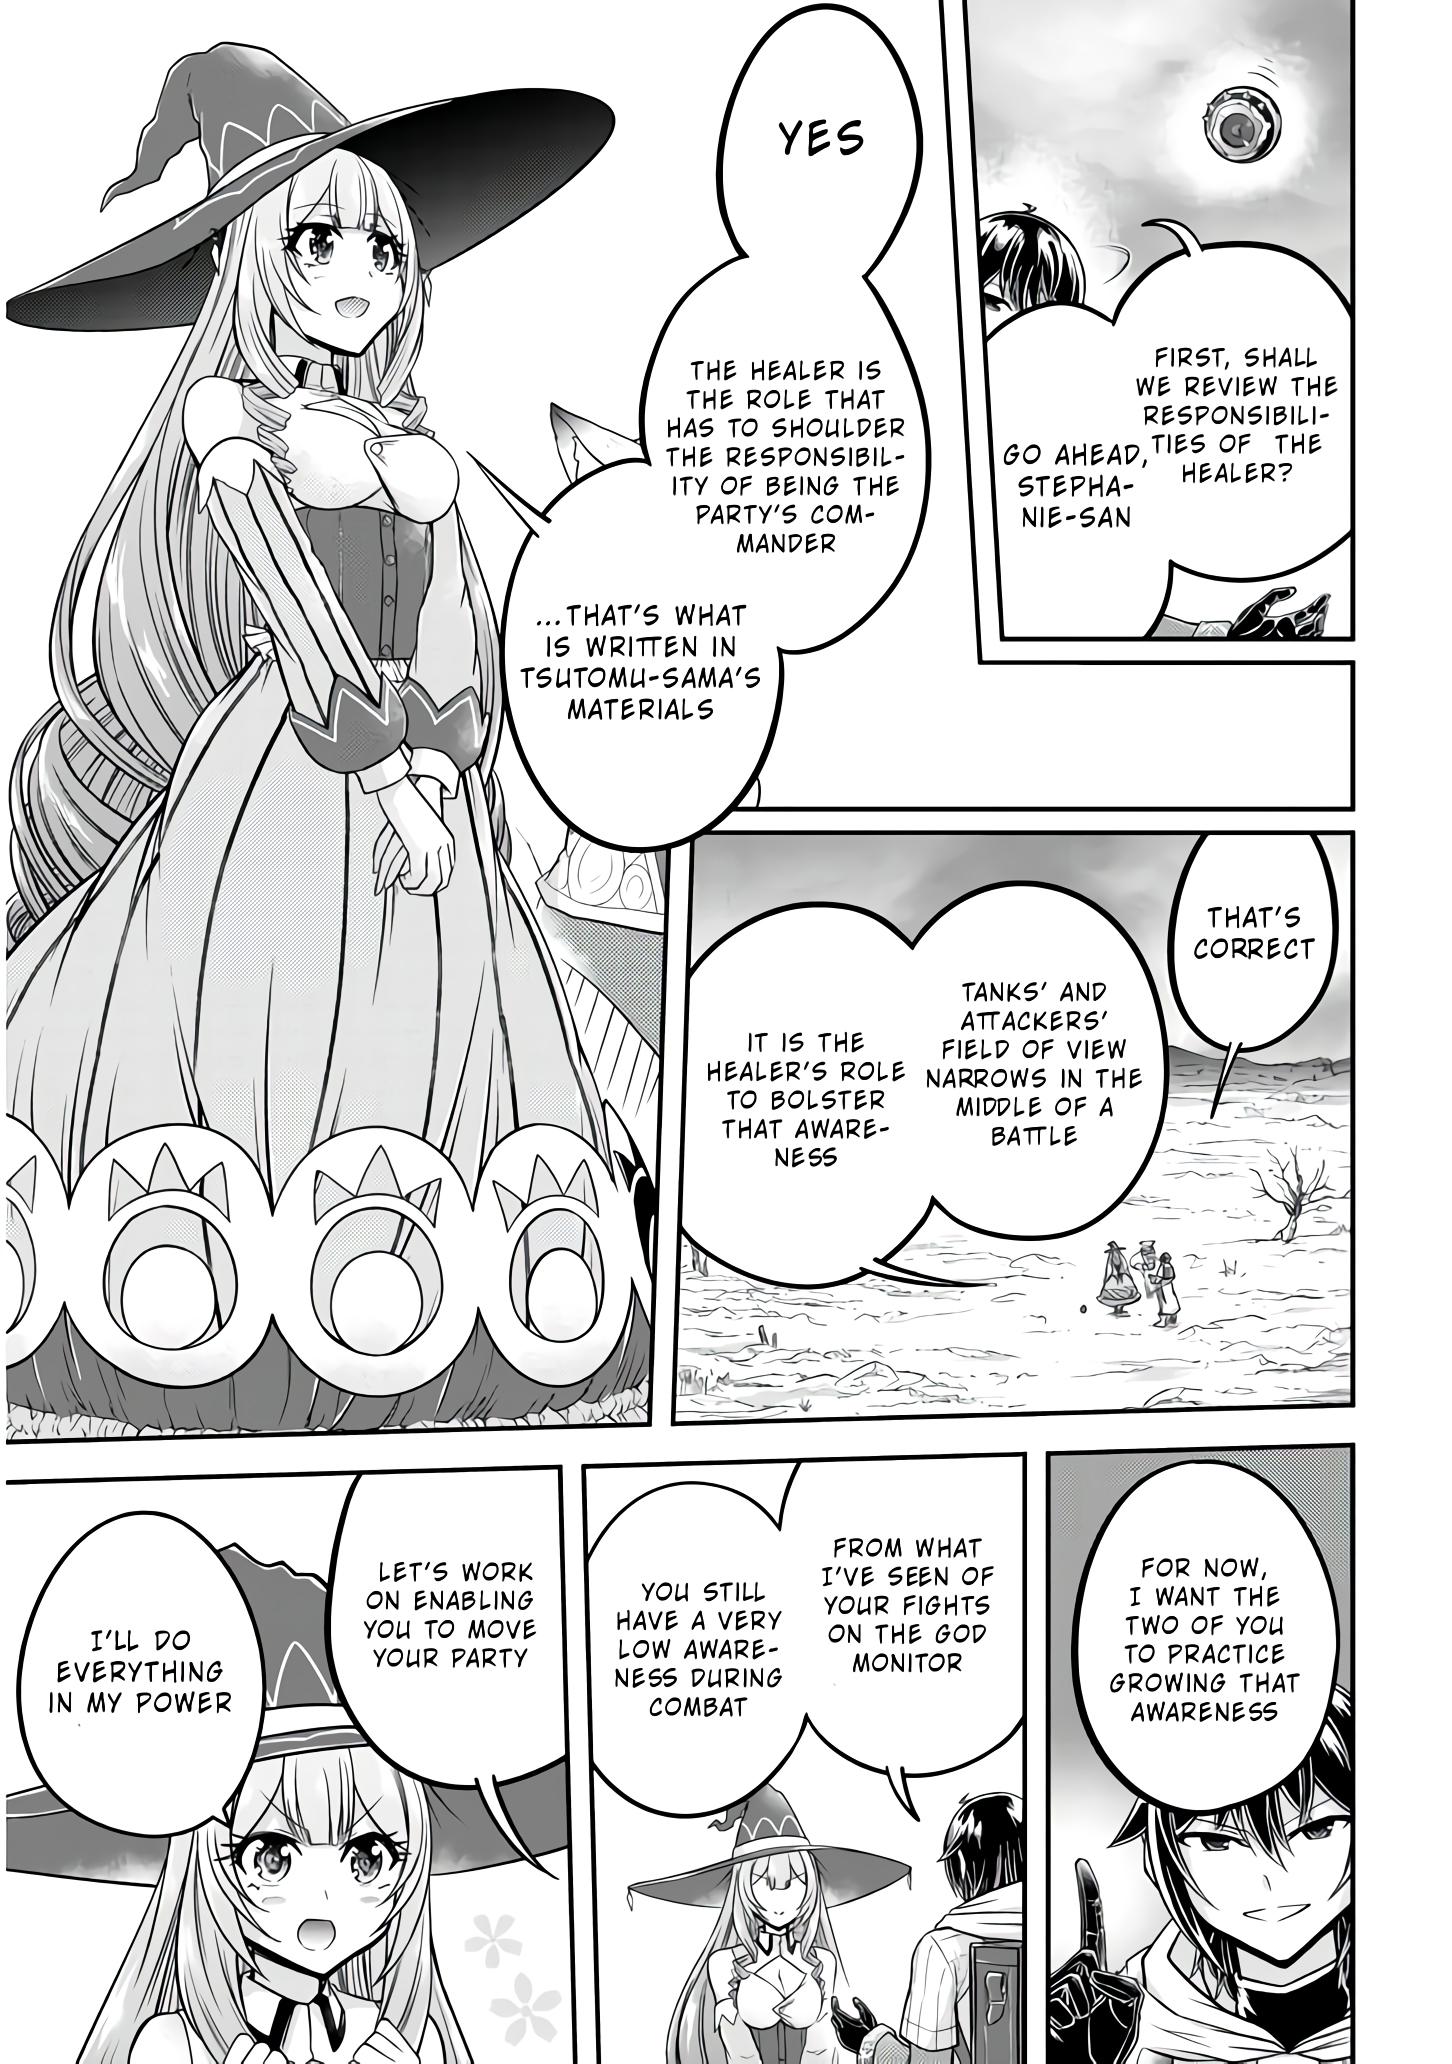 FIRST, SHALL
WE REVIEW THE
RESPONSIBILI-
TIES OF THE
HEALER?
GO AHEAD,
STEPHA-
NIE-SAN
YES
THE HEALER IS
THE ROLE THAT
HAS TO SHOULDER
THE RESPONSIBIL-
ITY OF BEING THE
PARTY'S COM-
MANDER
...THAT'S WHAT
IS WRITTEN IN
TSUTOMU-SAMA'S
MATERIALS
THAT'S
CORRECT
TANKS' AND
ATTACKERS'
FIELD OF VIEW
NARROWS IN THE
MIDDLE OF A
BATTLE
IT IS THE
HEALER'S ROLE
TO BOLSTER
THAT AWARE-
NESS
FOR NOW,
I WANT THE
TWO OF YOU
TO PRACTICE
GROWING THAT
AWARENESS
FROM WHAT
I'VE SEEN OF
YOUR FIGHTS
ON THE GOD
MONITOR
YOU STILL
HAVE A VERY
LOW AWARE-
NESS DURING
COMBAT
LET'S WORK
ON ENABLING
YOU TO MOVE
YOUR PARTY
I'LL DO
EVERYTHING
IN MY POWER